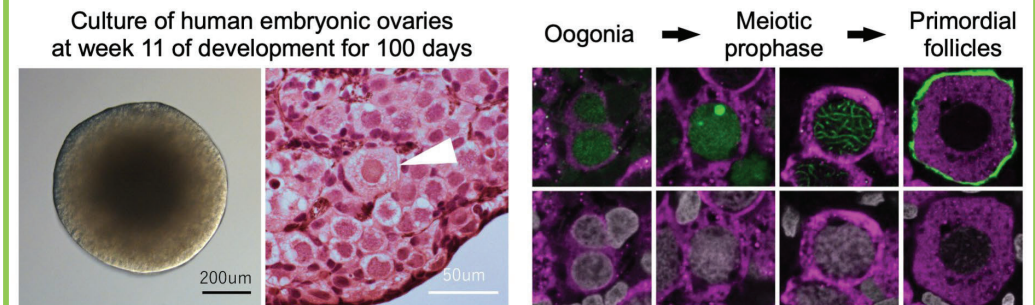 Culture of human embryonic ovaries
at week 11 of development for 100 days
Oogonia
Meiotic
prophase
Primordial
follicles
200um
50um